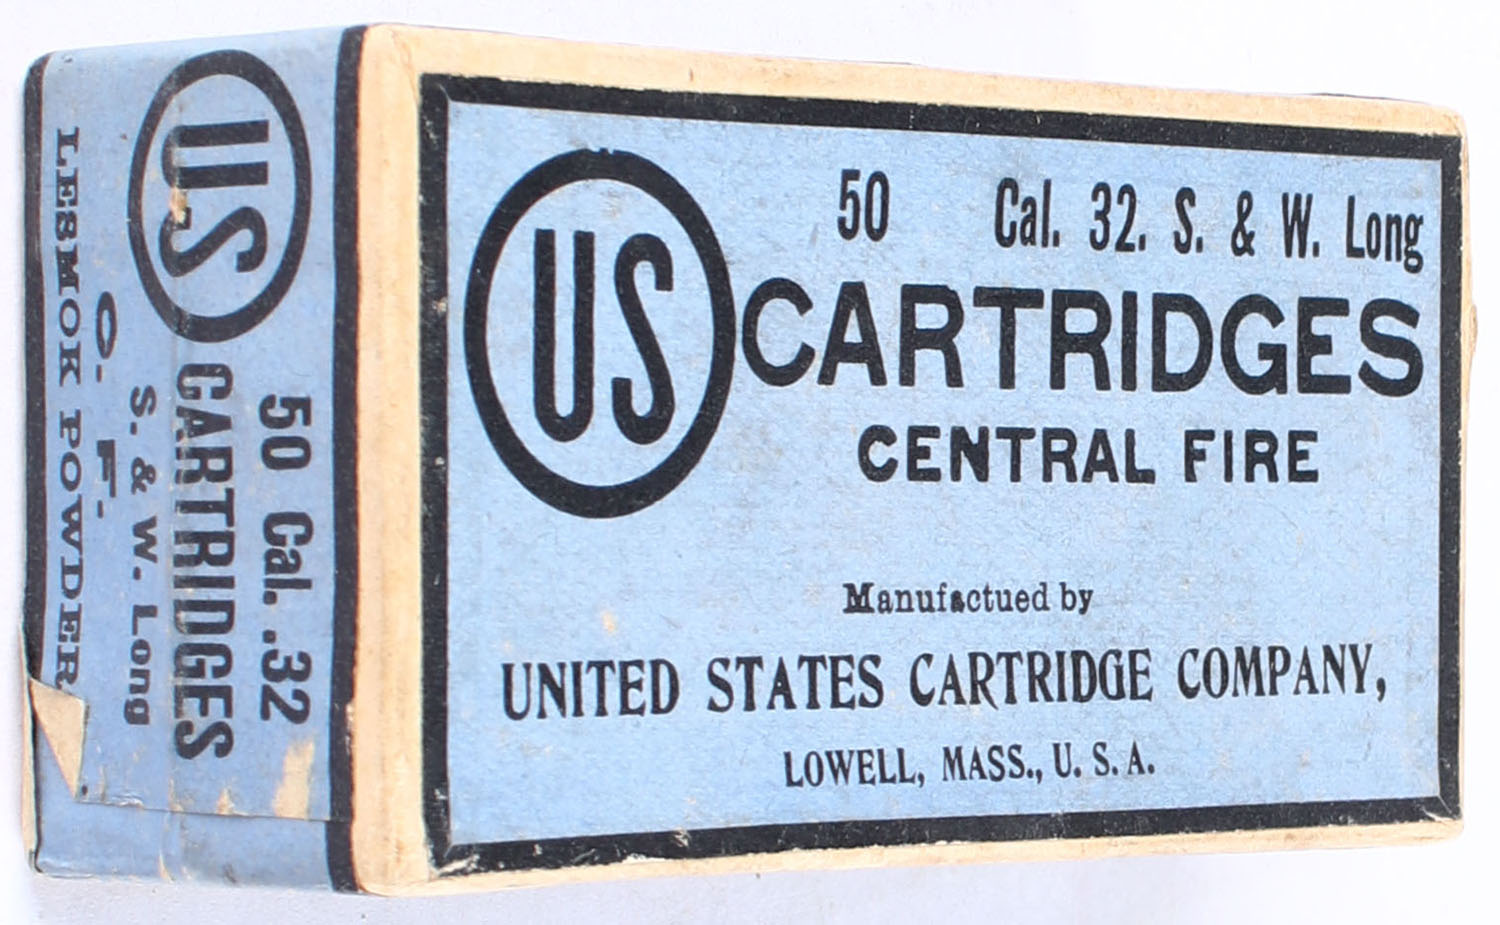 50 Cal. 32. S. & W. Long
US CARTRIDGES
CENTRAL FIRE
Manufactued by
UNITED STATES CARTRIDGE COMPANY,
LOWELL, MASS., U. S. A.
50 Cal. .32
US CARTRIDGES
S. & W. Long
C. F.
LESMOK POWDER